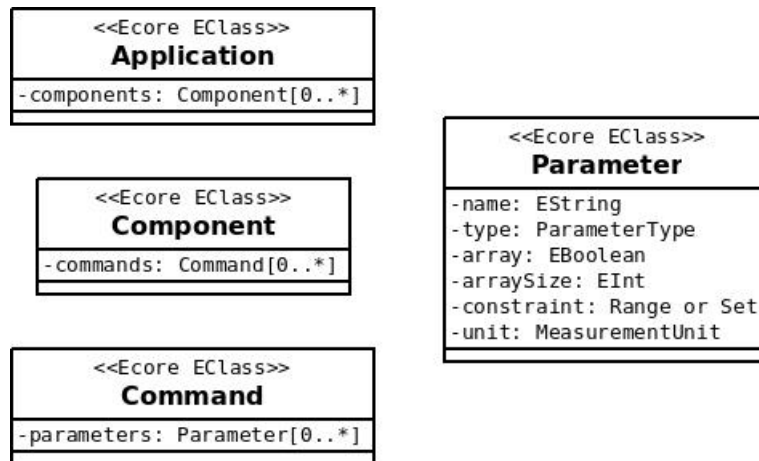 <<Ecore EClass>>
Application
-components: Component[0..*]
<<Ecore EClass>>
Component
-commands: Command[0..*]
<<Ecore EClass>>
Command
-parameters: Parameter[0..*]
<<Ecore EClass>>
Parameter
-name: EString
-type: ParameterType
-array: EBoolean
-arraySize: EInt
-constraint: Range or Set
-unit: MeasurementUnit